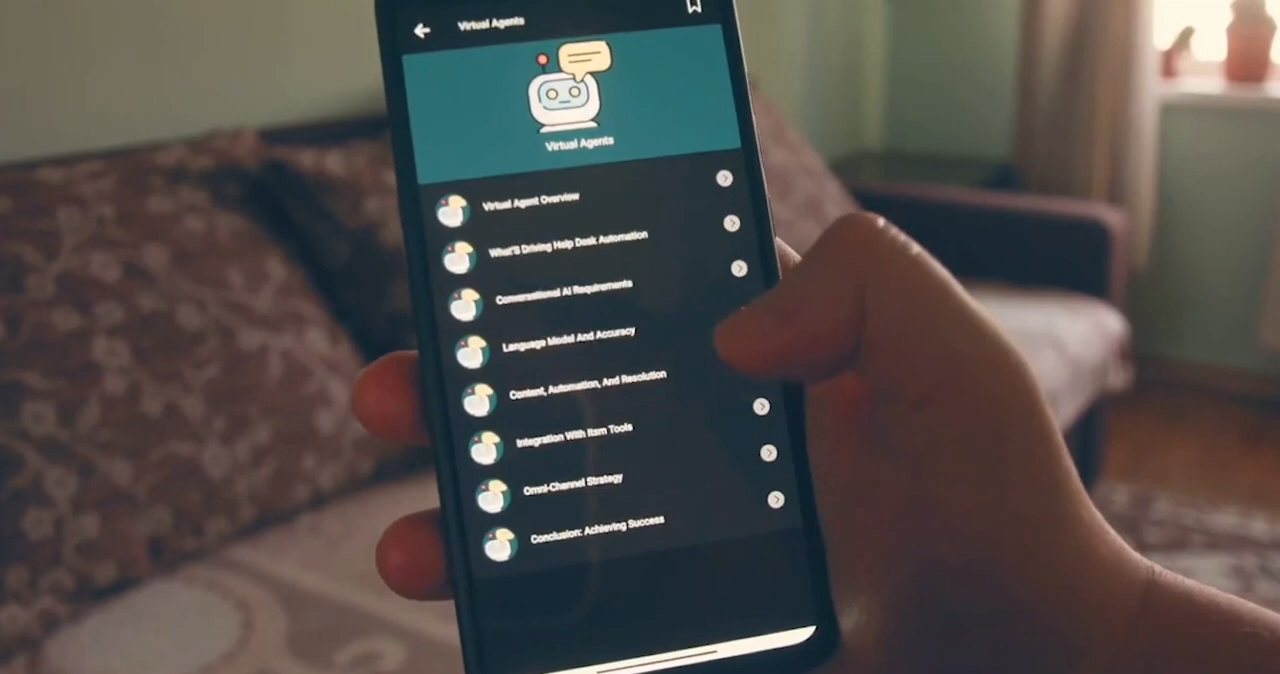 Virtual Agents
Virtual Agents
Virtual Agent Overview
What'S Driving Help Desk Automation
Conversational AI Requirements
Language Model And Accuracy
Content, Automation, And Resolution
Integration With Itsm Tools
Omni-Channel Strategy
Conclusion: Achieving Success